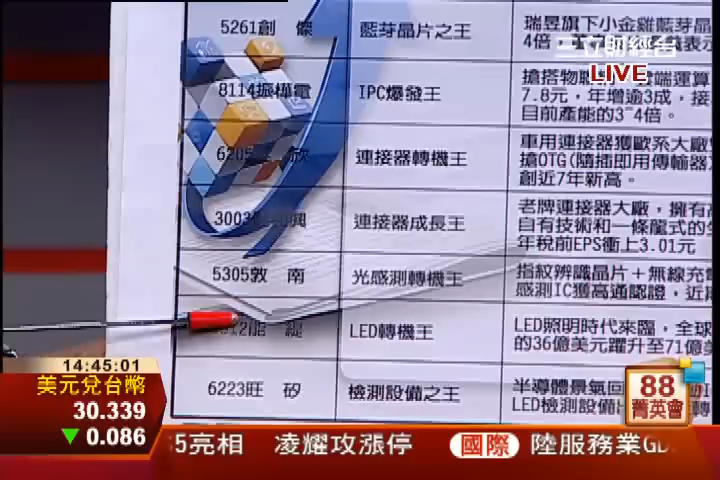 5261創 傑
藍芽晶片之王
瑞昱旗下小金雞藍芽晶
4倍
三立財經台
LIVE
8114振樺電
IPC爆發王
搶搭物聯 雲端運算
7.8元，年增逾3成，接
目前產能的3~4倍。
欣
連接器轉機王
車用連接器獲歐系大廠
搶OTG(隨插即用傳輸器)
創近7年新高。
興
連接器成長王
老牌連接器大廠，擁有
自有技術和一條龍式的
年稅前EPS衝上3.01元
5305敦 南
光感測轉機王
指紋辨識晶片＋無線充電
感測IC獲高通認證，近
LED轉機王
LED照明時代來臨，全球
的36億美元躍升至71億美
6223旺 矽
檢測設備之王
半導體景氣回
LED檢測設備
14:45:01
美元兌台幣
30.339
▼0.086
88
菁英會
5亮相 凌耀攻漲停 國際 陸服務業GD